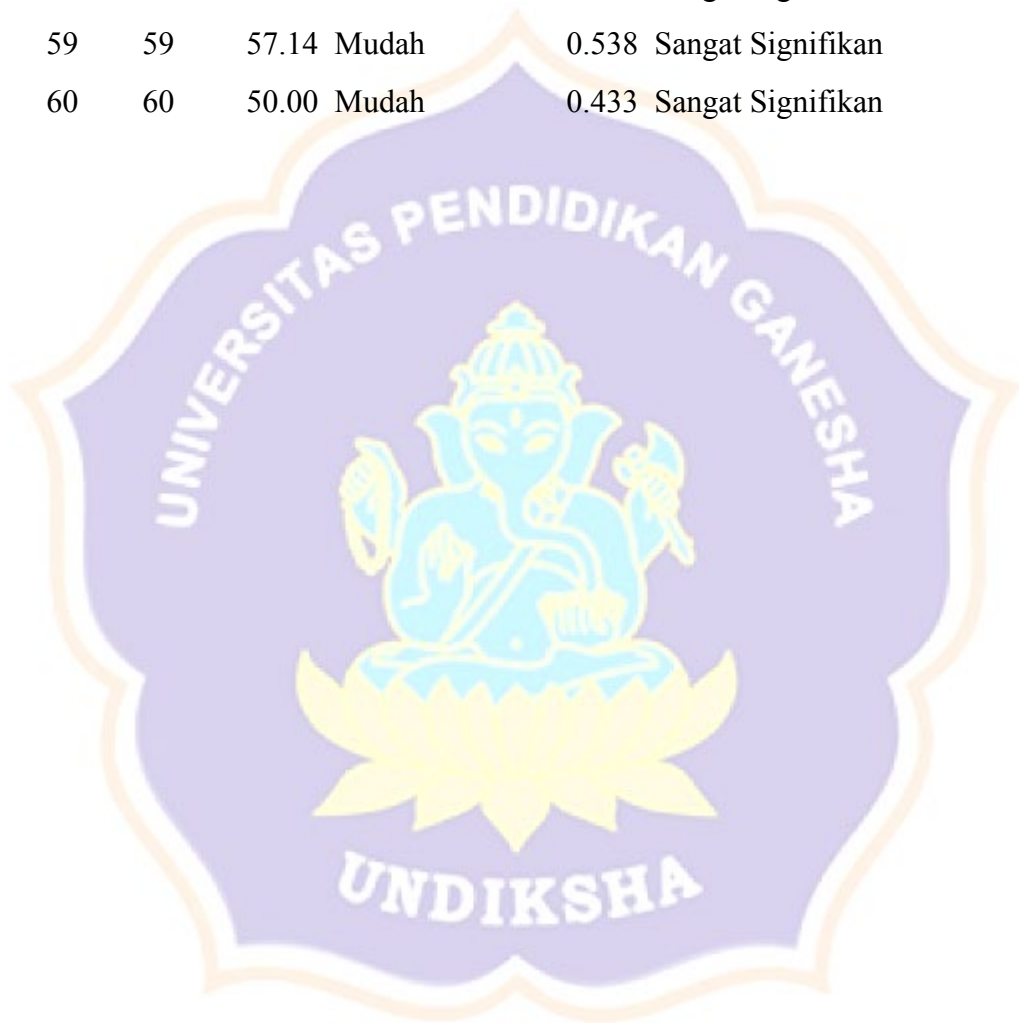 59 59 57.14 Mudah 0.538 Sangat Signifikan
60 60 50.00 Mudah 0.433 Sangat Signifikan
UNIVERSITAS PENDIDIKAN GANESHA
UNDIKSHA